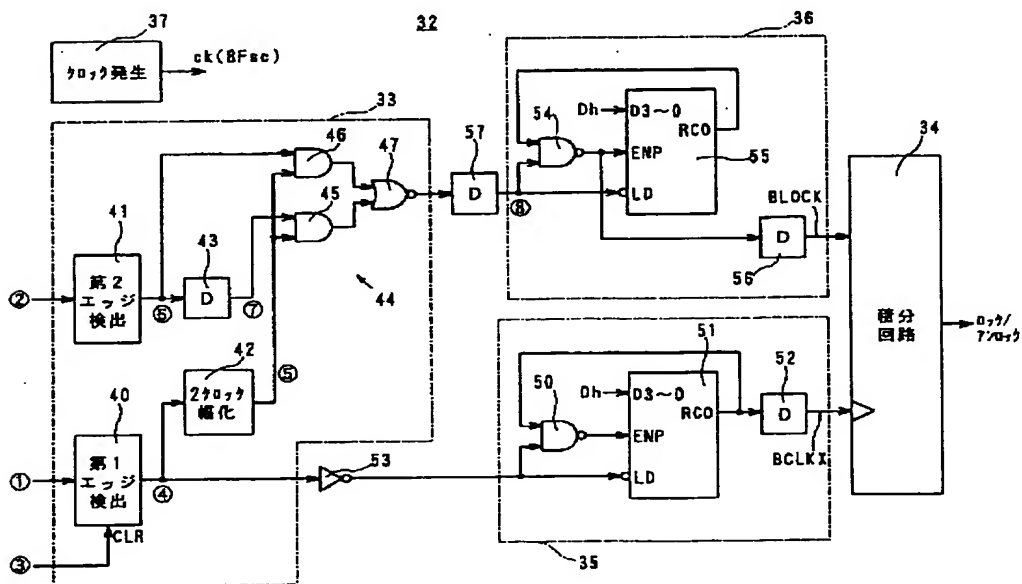 37
クロック発生
ck(8Fsc)
32
33
46
47
45
44
41
第2
エッジ
検出
②
⑥
43
D
⑦
42
2クロック
幅化
⑤
40
第1
エッジ
検出
CLR
①
③
④
53
57
D
⑧
36
54
Dh
D3~0
RCO
ENP
LD
55
D
56
BLOCK
34
積分
回路
ロック/
アンロック
50
Dh
D3~0
RCO
ENP
LD
51
52
D
BCLKX
35